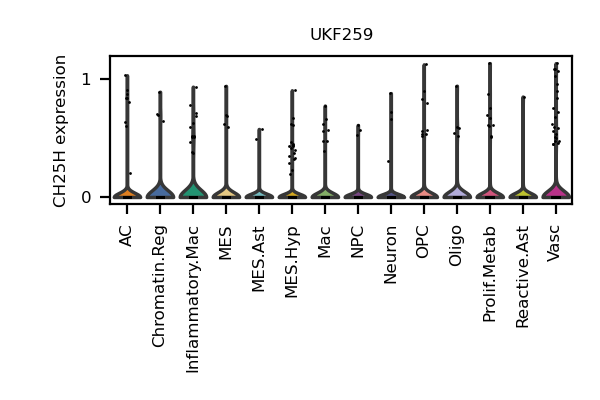 UKF259
CH25H expression
1
0
AC
Chromatin.Reg
Inflammatory.Mac
MES
MES.Ast
MES.Hyp
Mac
NPC
Neuron
OPC
Oligo
Prolif.Metab
Reactive.Ast
Vasc